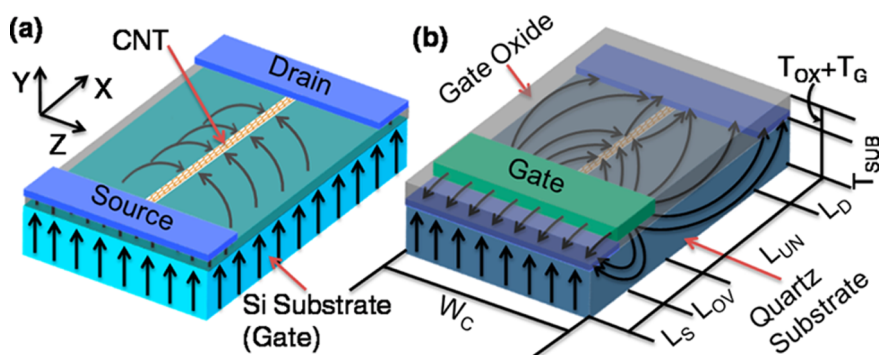 (a)
CNT
Y
X
Z
Drain
Source
Si Substrate
(Gate)
(b)
Gate Oxide
Gate
TOX+TG
TSUB
LD
LUN
Quartz
Substrate
LOV
LS
WC